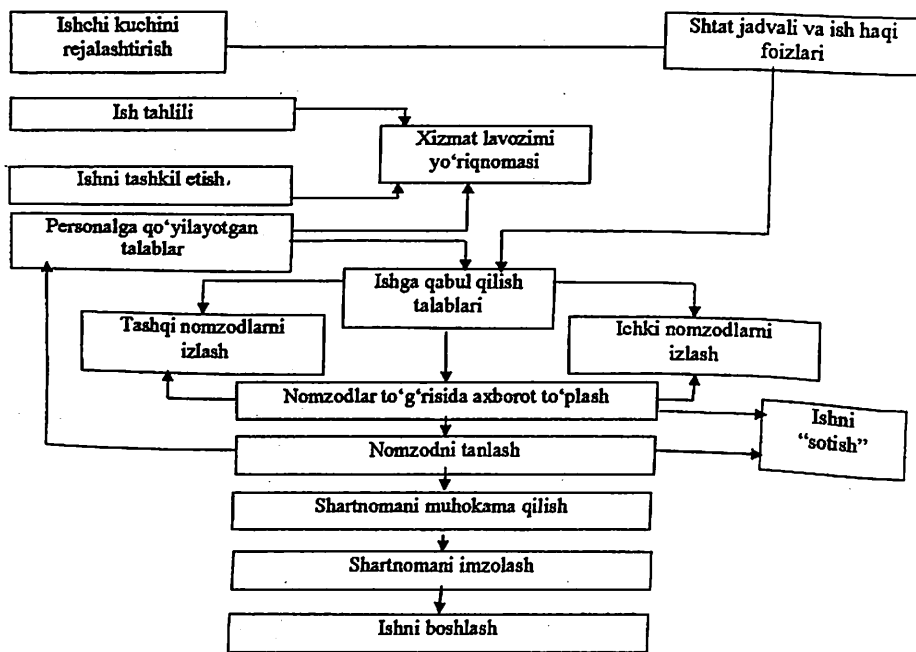 Ishchi kuchini
rejalashtirish
Shtat jadvali va ish haqi
foizlari
Ish tahlili
Xizmat lavozimi
yo‘riqnomasi
Ishni tashkil etish
Personalga qo‘yilayotgan
talablar
Ishga qabul qilish
talablari
Tashqi nomzodlarni
izlash
Ichki nomzodlarni
izlash
Nomzodlar to‘g‘risida axborot to‘plash
Ishni
“sotish”
Nomzodni tanlash
Shartnomani muhokama qilish
Shartnomani imzolash
Ishni boshlash